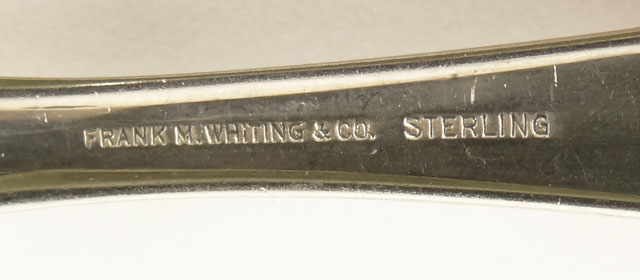 FRANK M. WHITING & CO. STERLING